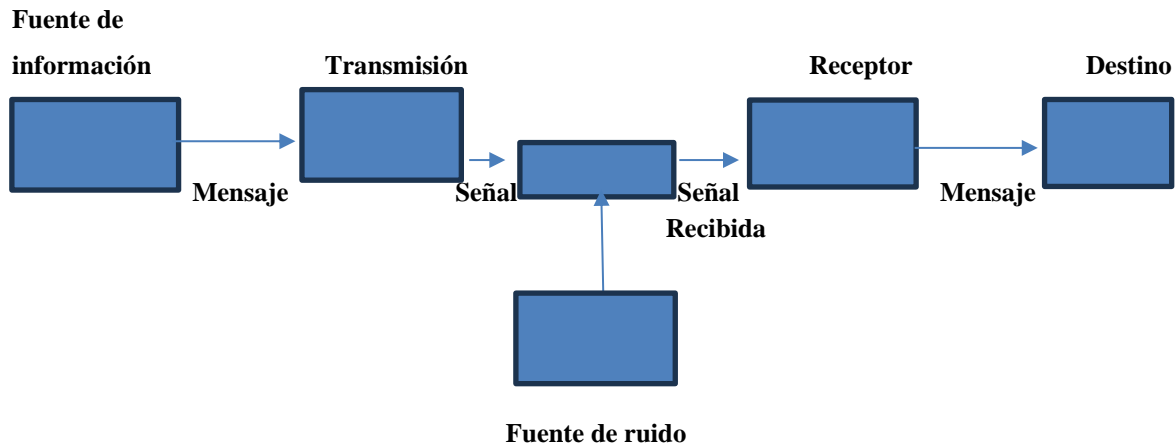 Fuente de
información
Transmisión
Receptor
Destino
Mensaje
Señal
Señal
Recibida
Mensaje
Fuente de ruido